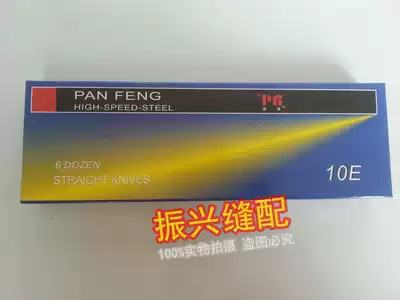 PAN FENG
HIGH-SPEED-STEEL
PG
6 DOZEN
STRAIGHT KNIVES
10E
振兴缝配
100%实物拍摄 盗图必究